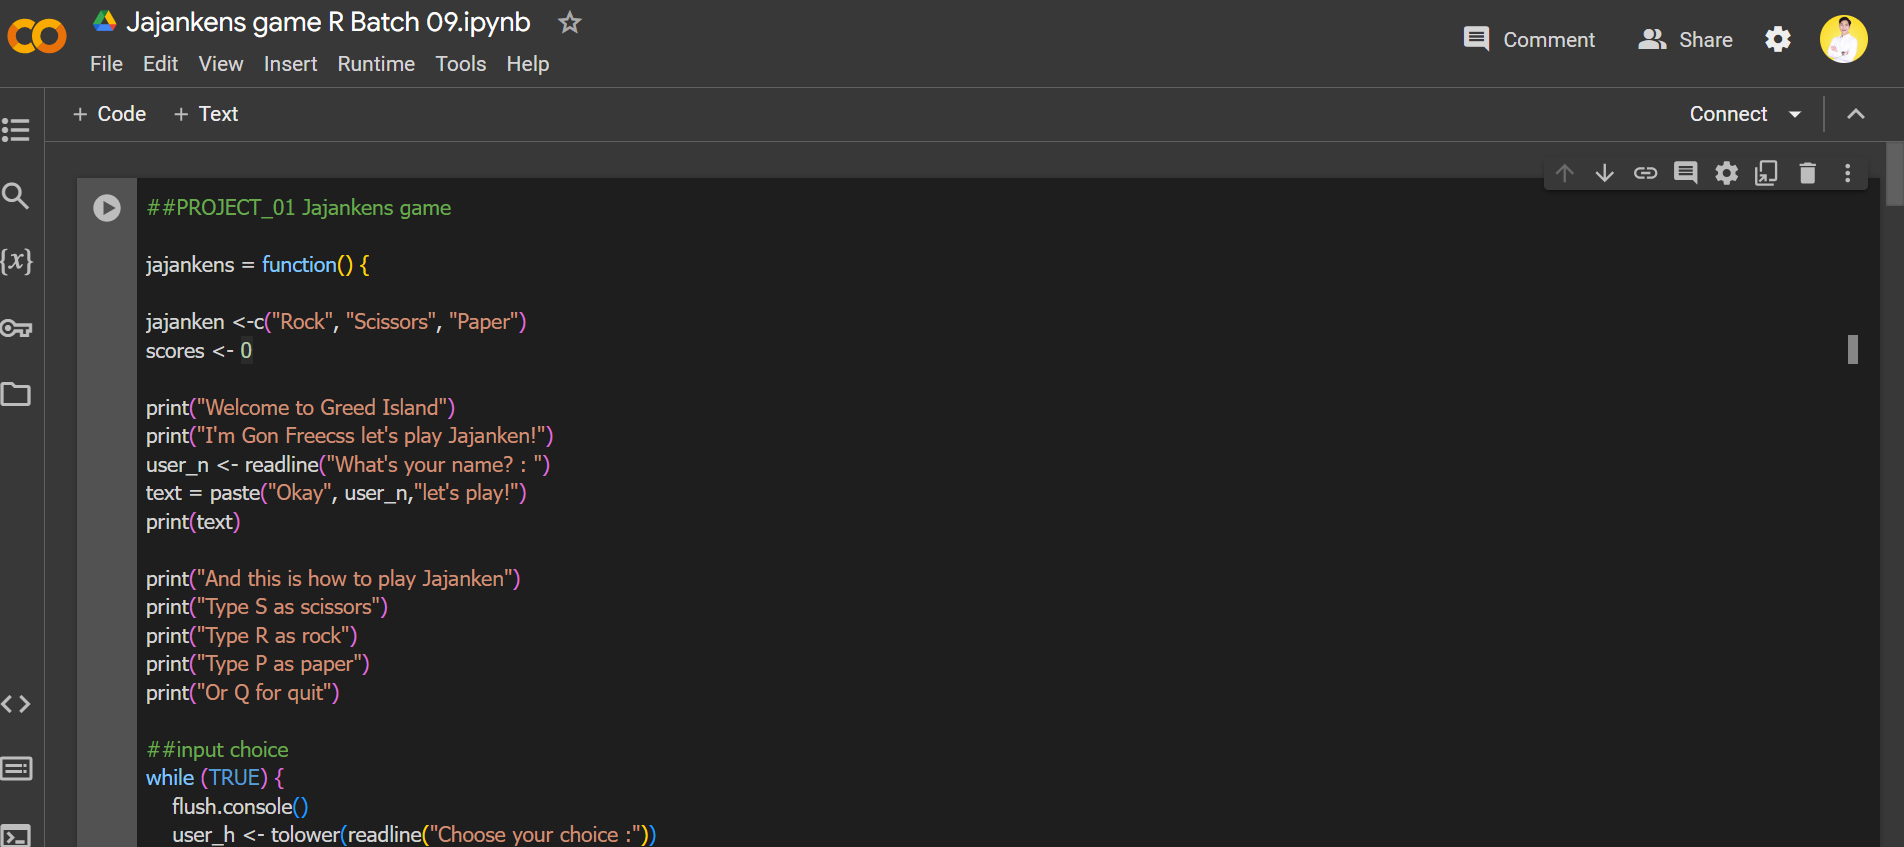 Jajankens game R Batch 09.ipynb
Comment Share
File Edit View Insert Runtime Tools Help
+ Code + Text
Connect
{x}
##PROJECT_01 Jajankens game
jajankens = function() {
jajanken <-c("Rock", "Scissors", "Paper")
scores <- 0
print("Welcome to Greed Island")
print("I'm Gon Freecss let's play Jajanken!")
user_n <- readline("What's your name? : ")
text = paste("Okay", user_n,"let's play!")
print(text)
print("And this is how to play Jajanken")
print("Type S as scissors")
print("Type R as rock")
print("Type P as paper")
print("Or Q for quit")
##input choice
while (TRUE) {
flush.console()
user_h <- tolower(readline("Choose your choice :"))